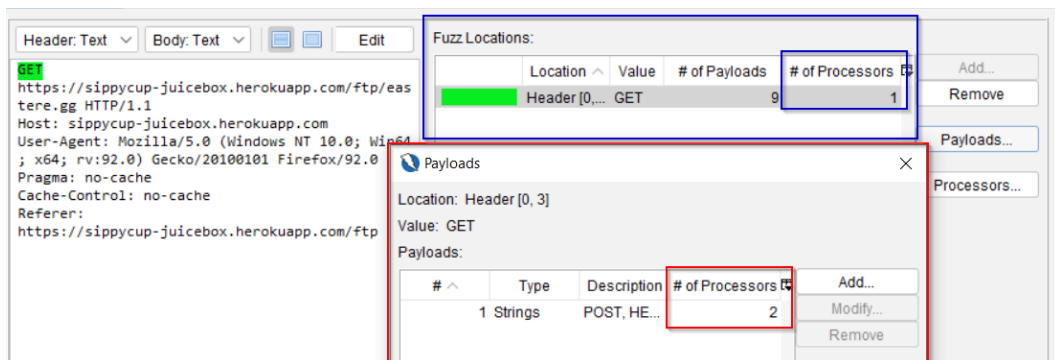 Header: Text Body: Text Edit
GET
https://sippycup-juicebox.herokuapp.com/ftp/eas
tere.gg HTTP/1.1
Host: sippycup-juicebox.herokuapp.com
User-Agent: Mozilla/5.0 (Windows NT 10.0; Win64
; x64; rv:92.0) Gecko/20100101 Firefox/92.0
Pragma: no-cache
Cache-Control: no-cache
Referer:
https://sippycup-juicebox.herokuapp.com/ftp
Fuzz Locations:
Location Value # of Payloads # of Processors
Header [0,... GET 9 1
Add...
Remove
Payloads...
Processors...
Payloads
Location: Header [0, 3]
Value: GET
Payloads:
# Type Description # of Processors
1 Strings POST, HE... 2
Add...
Modify...
Remove